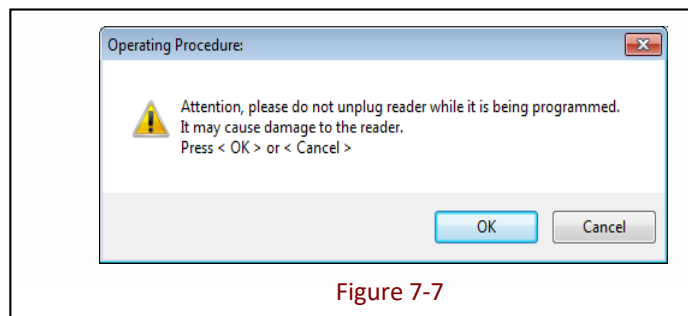 Operating Procedure:
Attention, please do not unplug reader while it is being programmed.
It may cause damage to the reader.
Press < OK > or < Cancel >
OK
Cancel
Figure 7-7